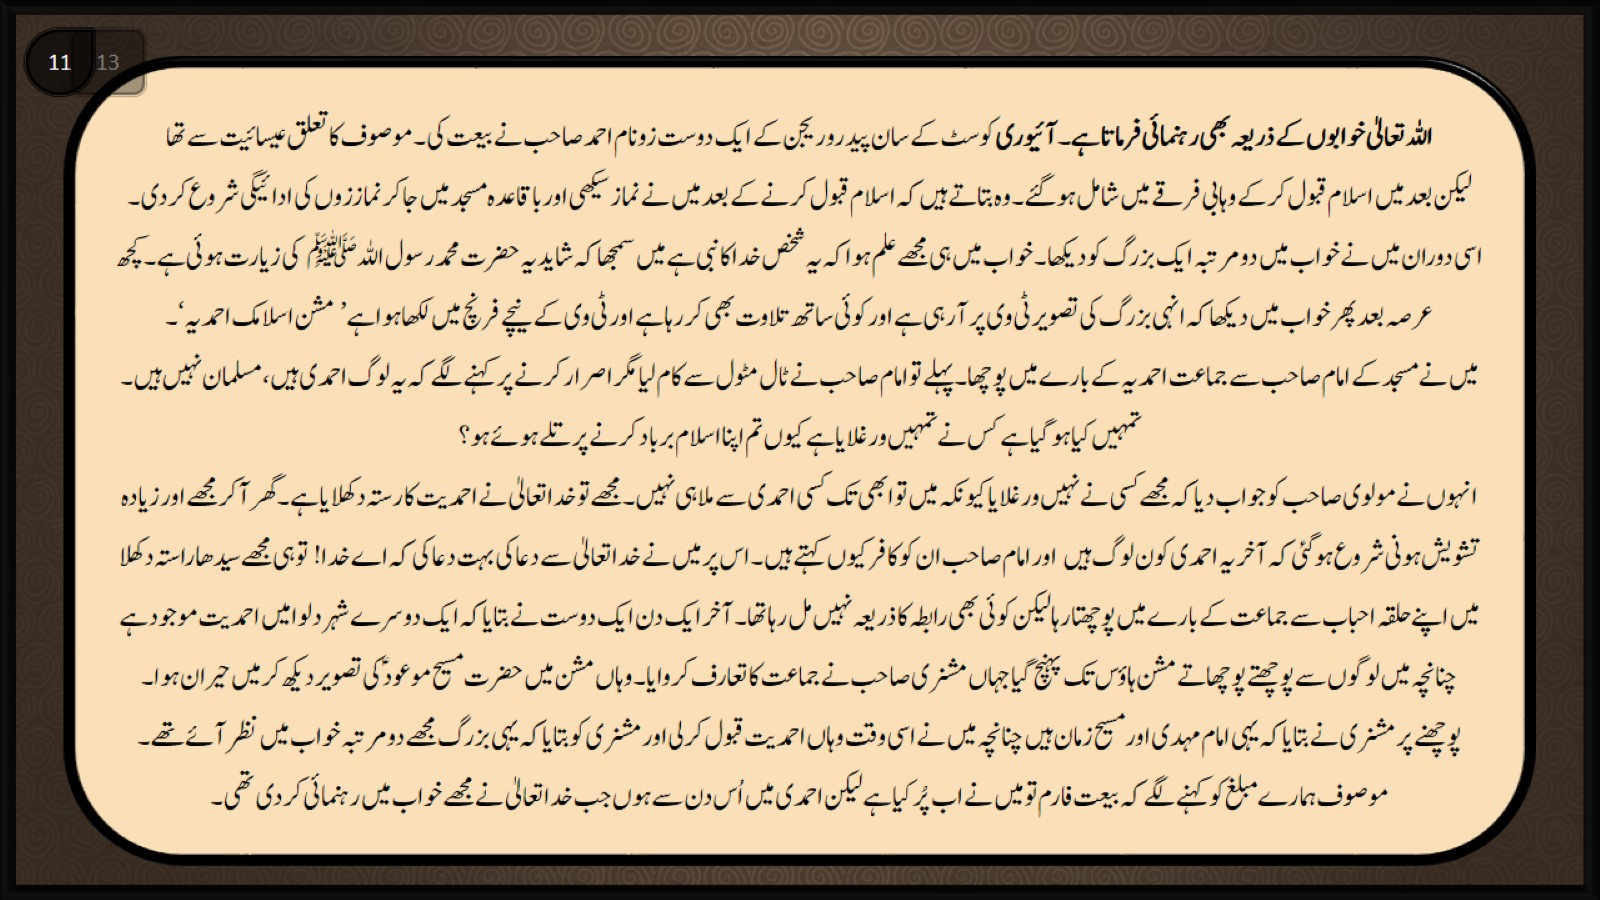 11
13
اللہ تعالیٰ خوابوں کے ذریعہ بھی رہنمائی فرماتا ہے۔ آئیوری کوسٹ کے سان پیدرو ریجن کے ایک دوست زونام احمد صاحب نے بیعت کی۔ موصوف کا تعلق عیسائیت سے تھا
لیکن بعد میں اسلام قبول کر کے وہابی فرقے میں شامل ہو گئے۔ وہ بتاتے ہیں کہ اسلام قبول کرنے کے بعد میں نے نماز سیکھی اور باقاعدہ مسجد میں جا کر نماززوں کی ادائیگی شروع کر دی۔
اسی دوران میں نے خواب میں دو مرتبہ ایک بزرگ کو دیکھا۔ خواب میں ہی مجھے علم ہوا کہ یہ شخص خدا کا نبی ہے میں سمجھا کہ شاید یہ حضرت محمد رسول اللہ ﷺ کی زیارت ہوئی ہے۔ کچھ
عرصہ بعد پھر خواب میں دیکھا کہ انہی بزرگ کی تصویر ٹی وی پر آ رہی ہے اور کوئی ساتھ تلاوت بھی کر رہا ہے اور ٹی وی کے نیچے فرنچ میں لکھا ہوا ہے ’ مشن اسلامک احمدیہ‘۔
میں نے مسجد کے امام صاحب سے جماعت احمدیہ کے بارے میں پوچھا۔ پہلے تو امام صاحب نے ٹال مٹول سے کام لیا مگر اصرار کرنے پر کہنے لگے کہ یہ لوگ احمدی ہیں، مسلمان نہیں ہیں۔
تمہیں کیا ہو گیا ہے کس نے تمہیں ورغلایا ہے کیوں تم اپنا اسلام برباد کرنے پر تلے ہوئے ہو؟
انہوں نے مولوی صاحب کو جواب دیا کہ مجھے کسی نے نہیں ورغلایا کیونکہ میں تو ابھی تک کسی احمدی سے ملا ہی نہیں۔ مجھے تو خدا تعالیٰ نے احمدیت کا رستہ دکھلایا ہے۔ گھر آ کر مجھے اور زیادہ
تشویش ہونی شروع ہو گئی کہ آخر یہ احمدی کون لوگ ہیں اور امام صاحب ان کو کافر کیوں کہتے ہیں۔ اس پر میں نے خدا تعالیٰ سے دعا کی بہت دعا کی کہ اے خدا! تو ہی مجھے سیدھا راستہ دکھلا
میں اپنے حلقہ احباب سے جماعت کے بارے میں پوچھتا رہا لیکن کوئی بھی رابطہ کا ذریعہ نہیں مل رہا تھا۔ آخر ایک دن ایک دوست نے بتایا کہ ایک دوسرے شہر دلوا میں احمدیت موجود ہے
چنانچہ میں لوگوں سے پوچھتے پوچھاتے مشن ہاؤس تک پہنچ گیا جہاں مشنری صاحب نے جماعت کا تعارف کروایا۔ وہاں مشن میں حضرت مسیح موعودؑ کی تصویر دیکھ کر میں حیران ہوا۔
پوچھنے پر مشنری نے بتایا کہ یہی امام مہدی اور مسیح زمان ہیں چنانچہ میں نے اسی وقت وہاں احمدیت قبول کر لی اور مشنری کو بتایا کہ یہی بزرگ مجھے دو مرتبہ خواب میں نظر آئے تھے۔
موصوف ہمارے مبلغ کو کہنے لگے کہ بیعت فارم تو میں نے اب پُر کیا ہے لیکن احمدی میں اُس دن سے ہوں جب خدا تعالیٰ نے مجھے خواب میں رہنمائی کر دی تھی۔